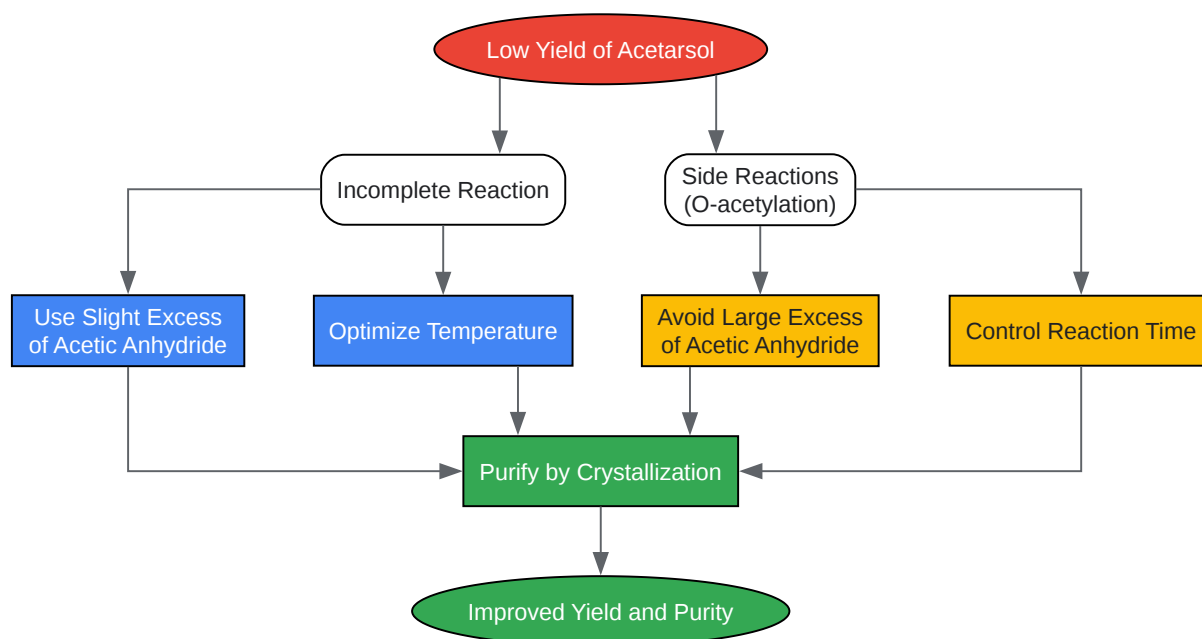 Low Yield of Acetarsol
Incomplete Reaction
Side Reactions
(O-acetylation)
Use Slight Excess
of Acetic Anhydride
Optimize Temperature
Avoid Large Excess
of Acetic Anhydride
Control Reaction Time
Purify by Crystallization
Improved Yield and Purity